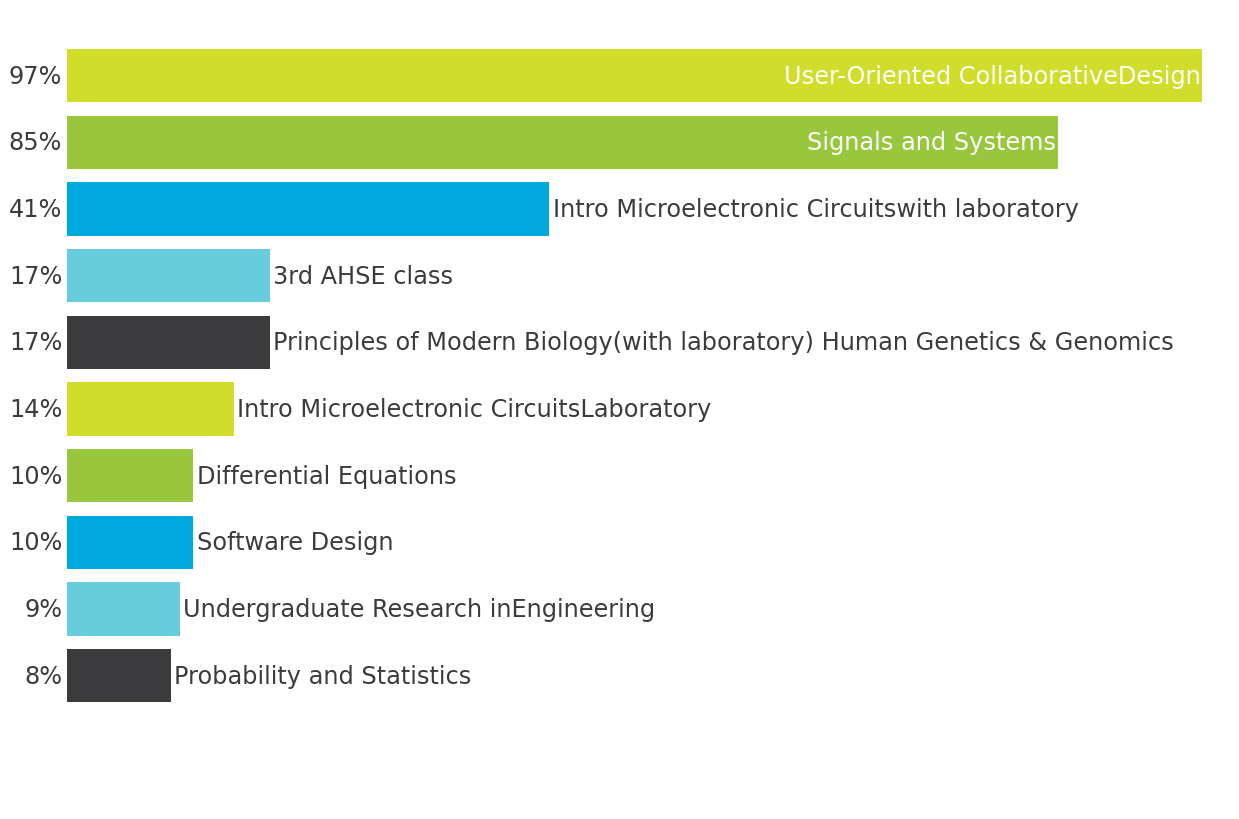 97% User-Oriented CollaborativeDesign
85% Signals and Systems
41% Intro Microelectronic Circuitswith laboratory
17% 3rd AHSE class
17% Principles of Modern Biology(with laboratory) Human Genetics & Genomics
14% Intro Microelectronic CircuitsLaboratory
10% Differential Equations
10% Software Design
9% Undergraduate Research inEngineering
8% Probability and Statistics